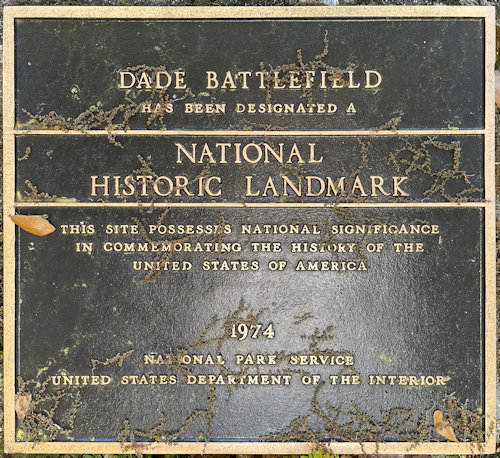 DADE BATTLEFIELD
HAS BEEN DESIGNATED A
NATIONAL
HISTORIC LANDMARK
THIS SITE POSSESSES NATIONAL SIGNIFICANCE
IN COMMEMORATING THE HISTORY OF THE
UNITED STATES OF AMERICA
1974
NATIONAL PARK SERVICE
UNITED STATES DEPARTMENT OF THE INTERIOR